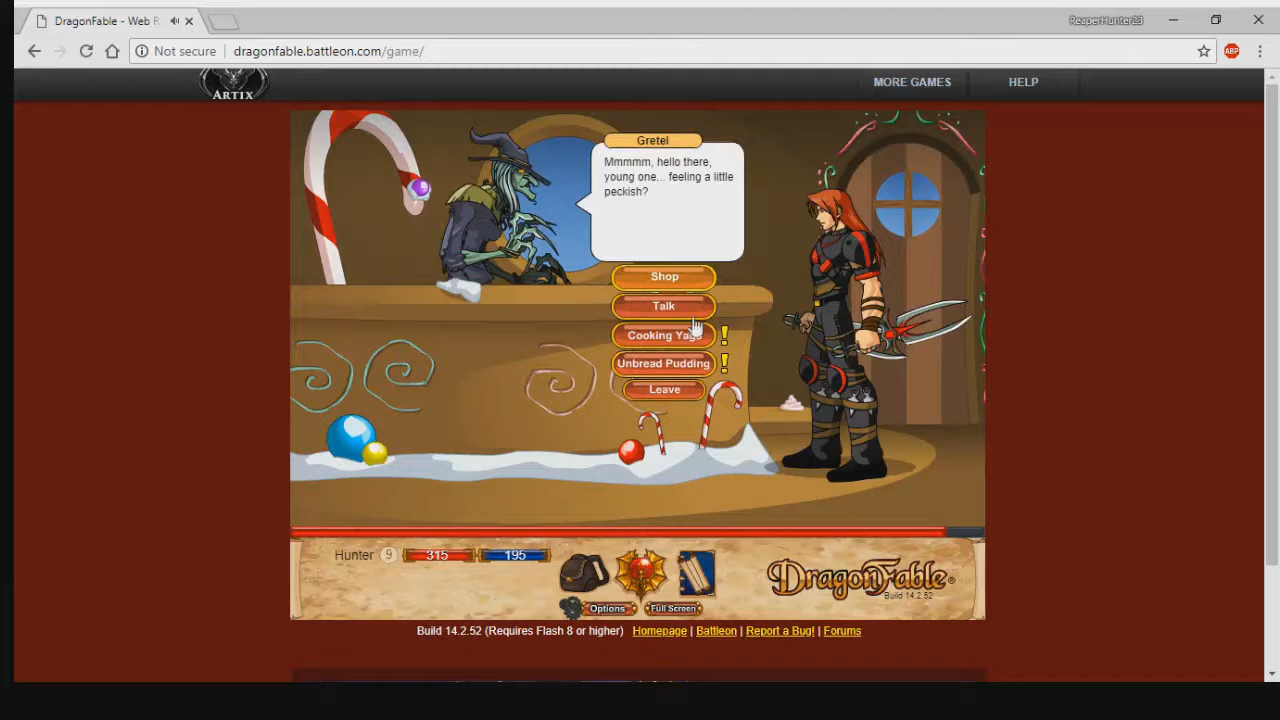 DragonFable - Web R
ReaperHunter23
Not secure
dragonfable.battleon.com/game/
ABP
ARTIX
MORE GAMES
HELP
Gretel
Mmmmm, hello there,
young one... feeling a little
peckish?
Shop
Talk
Cooking
!
Unbread Pudding
!
Leave
Hunter 9 315 195
DragonFable
Build 14.2.52
Options
Full Screen
Build 14.2.52 (Requires Flash 8 or higher) Homepage | Battleon | Report a Bug! | Forums